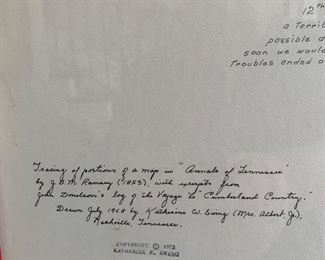 12th
a Terrib
possible a
soon we would
Troubles ended a
Tracing of portions of a map in "Annals of Tennessee"
by J. G. M. Ramsey (1853), with excerpts from
John Donelson's log of the Voyage to "Cumberland Country."
Drawn July 1968 by Katherine W. Ewing (Mrs. Albert, Jr.),
Nashville, Tennessee.
COPYRIGHT © 1972
KATHERINE W. EWING